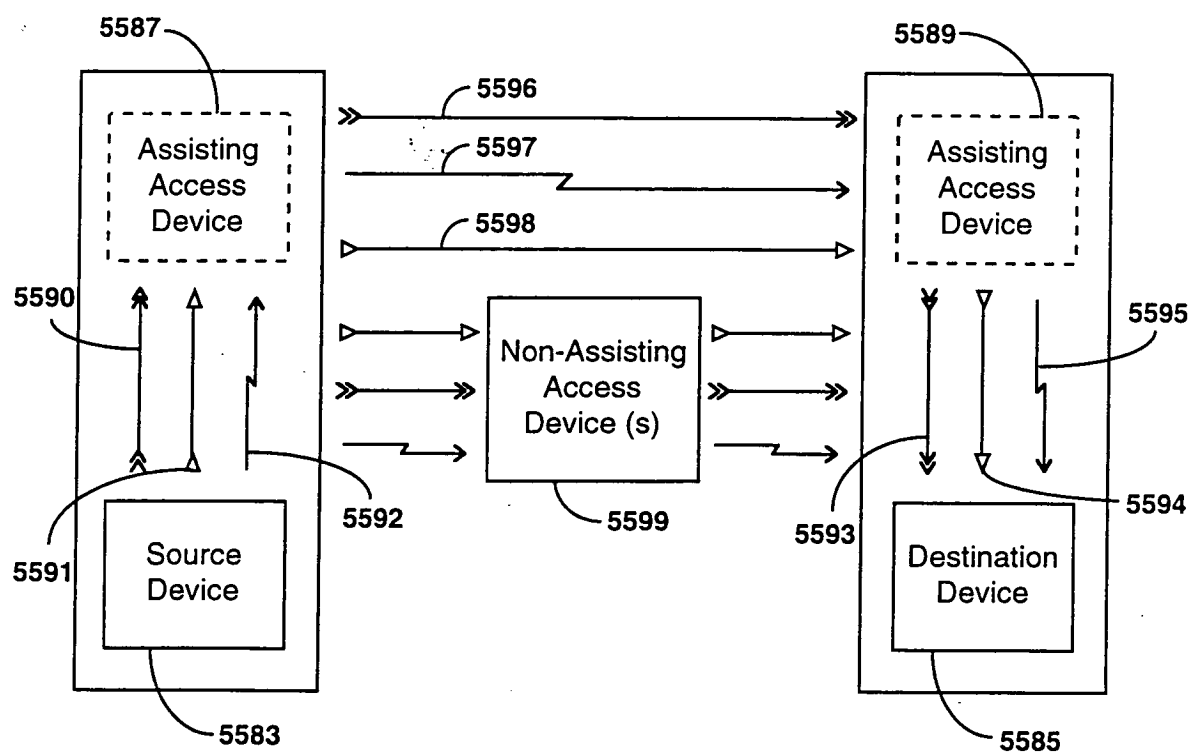 5587
5589
5596
Assisting
Access
Device
5597
Assisting
Access
Device
5598
5590
5595
Non-Assisting
Access
Device (s)
5592
5599
5593
5594
5591
Source
Device
Destination
Device
5583
5585